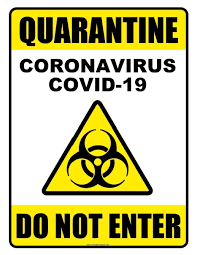 QUARANTINE
CORONAVIRUS
COVID-19
DO NOT ENTER